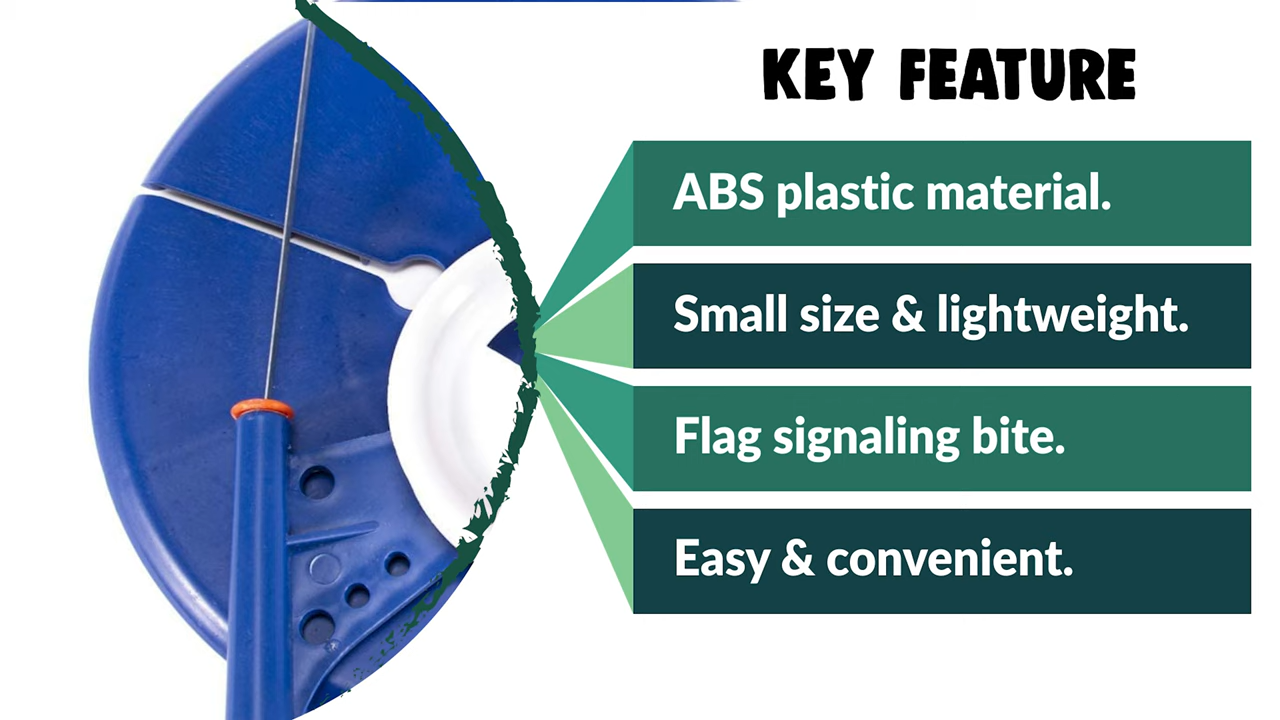 KEY FEATURE
ABS plastic material.
Small size & lightweight.
Flag signaling bite.
Easy & convenient.